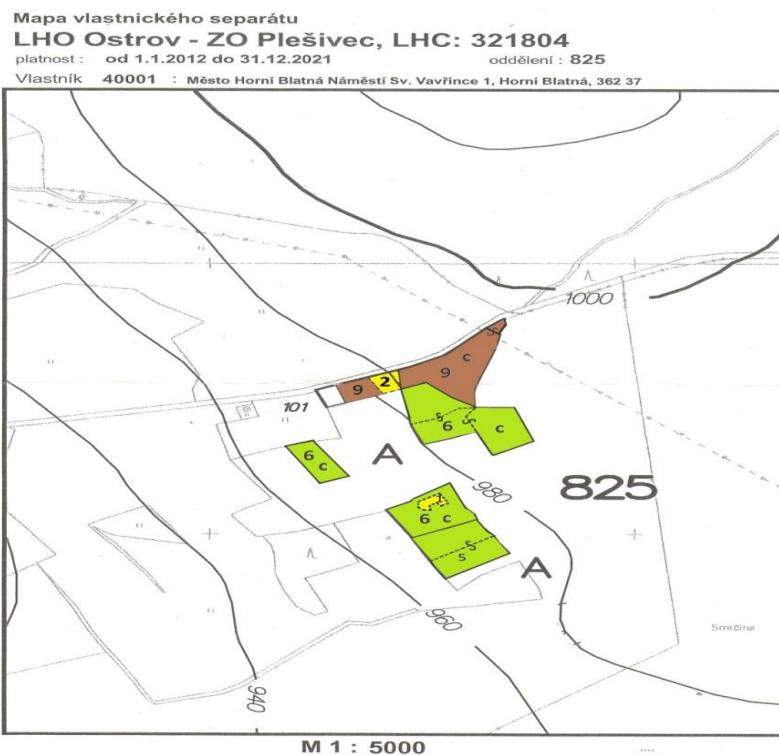 Mapa vlastnického separátu
LHO Ostrov - ZO Plešivec, LHC: 321804
platnost : od 1.1.2012 do 31.12.2021 oddělení : 825
Vlastník 40001 : Město Horní Blatná Náměstí Sv. Vavřince 1, Horní Blatná, 362 37
1000
c
9
2
9
101
6
c
6
c
A
980
825
6 c
5
A
960
Smrčina
940
M 1 : 5000